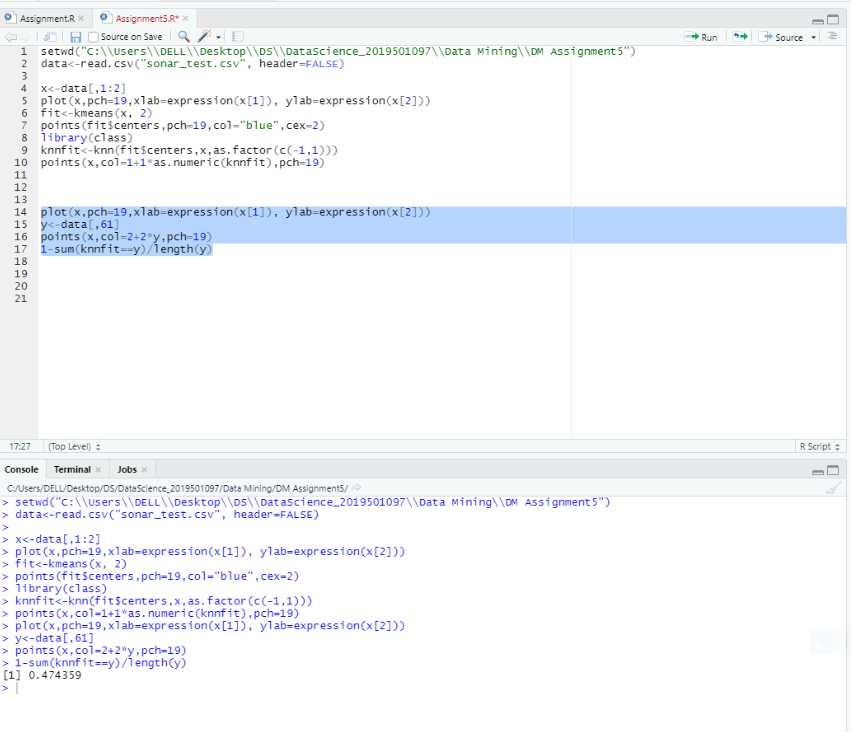 Assignment.R × Assignment5.R* ×
Source on Save Run Source
1 setwd("C:\\Users\\DELL\\Desktop\\DS\\DataScience_2019501097\\Data Mining\\DM Assignment5")
2 data<-read.csv("sonar_test.csv", header=FALSE)
3
4 x<-data[,1:2]
5 plot(x,pch=19,xlab=expression(x[1]), ylab=expression(x[2]))
6 fit<-kmeans(x, 2)
7 points(fit$centers,pch=19,col="blue",cex=2)
8 library(class)
9 knnfit<-knn(fit$centers,x,as.factor(c(-1,1)))
10 points(x,col=1+1*as.numeric(knnfit),pch=19)
11
12
13
14 plot(x,pch=19,xlab=expression(x[1]), ylab=expression(x[2]))
15 y<-data[,61]
16 points(x,col=2+2*y,pch=19)
17 1-sum(knnfit==y)/length(y)
18
19
20
21
17:27 (Top Level) R Script
Console Terminal × Jobs ×
C:/Users/DELL/Desktop/DS/DataScience_2019501097/Data Mining/DM Assignment5/
> setwd("C:\\Users\\DELL\\Desktop\\DS\\DataScience_2019501097\\Data Mining\\DM Assignment5")
> data<-read.csv("sonar_test.csv", header=FALSE)
>
> x<-data[,1:2]
> plot(x,pch=19,xlab=expression(x[1]), ylab=expression(x[2]))
> fit<-kmeans(x, 2)
> points(fit$centers,pch=19,col="blue",cex=2)
> library(class)
> knnfit<-knn(fit$centers,x,as.factor(c(-1,1)))
> points(x,col=1+1*as.numeric(knnfit),pch=19)
> plot(x,pch=19,xlab=expression(x[1]), ylab=expression(x[2]))
> y<-data[,61]
> points(x,col=2+2*y,pch=19)
> 1-sum(knnfit==y)/length(y)
[1] 0.474359
>